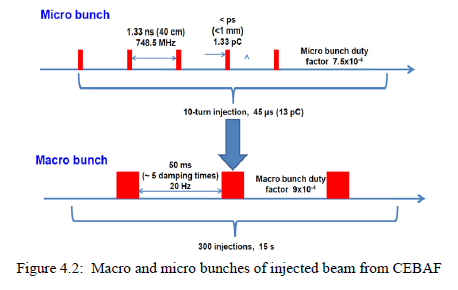 Micro bunch
1.33 ns (40 cm)
748.5 MHz
< ps
(<1 mm)
1.33 pC
Micro bunch duty
factor 7.5x10⁻⁴
10-turn injection, 45 µs (13 pC)
Macro bunch
50 ms
(~ 5 damping times)
20 Hz
Macro bunch duty
factor 9x10⁻⁴
300 injections, 15 s
Figure 4.2: Macro and micro bunches of injected beam from CEBAF